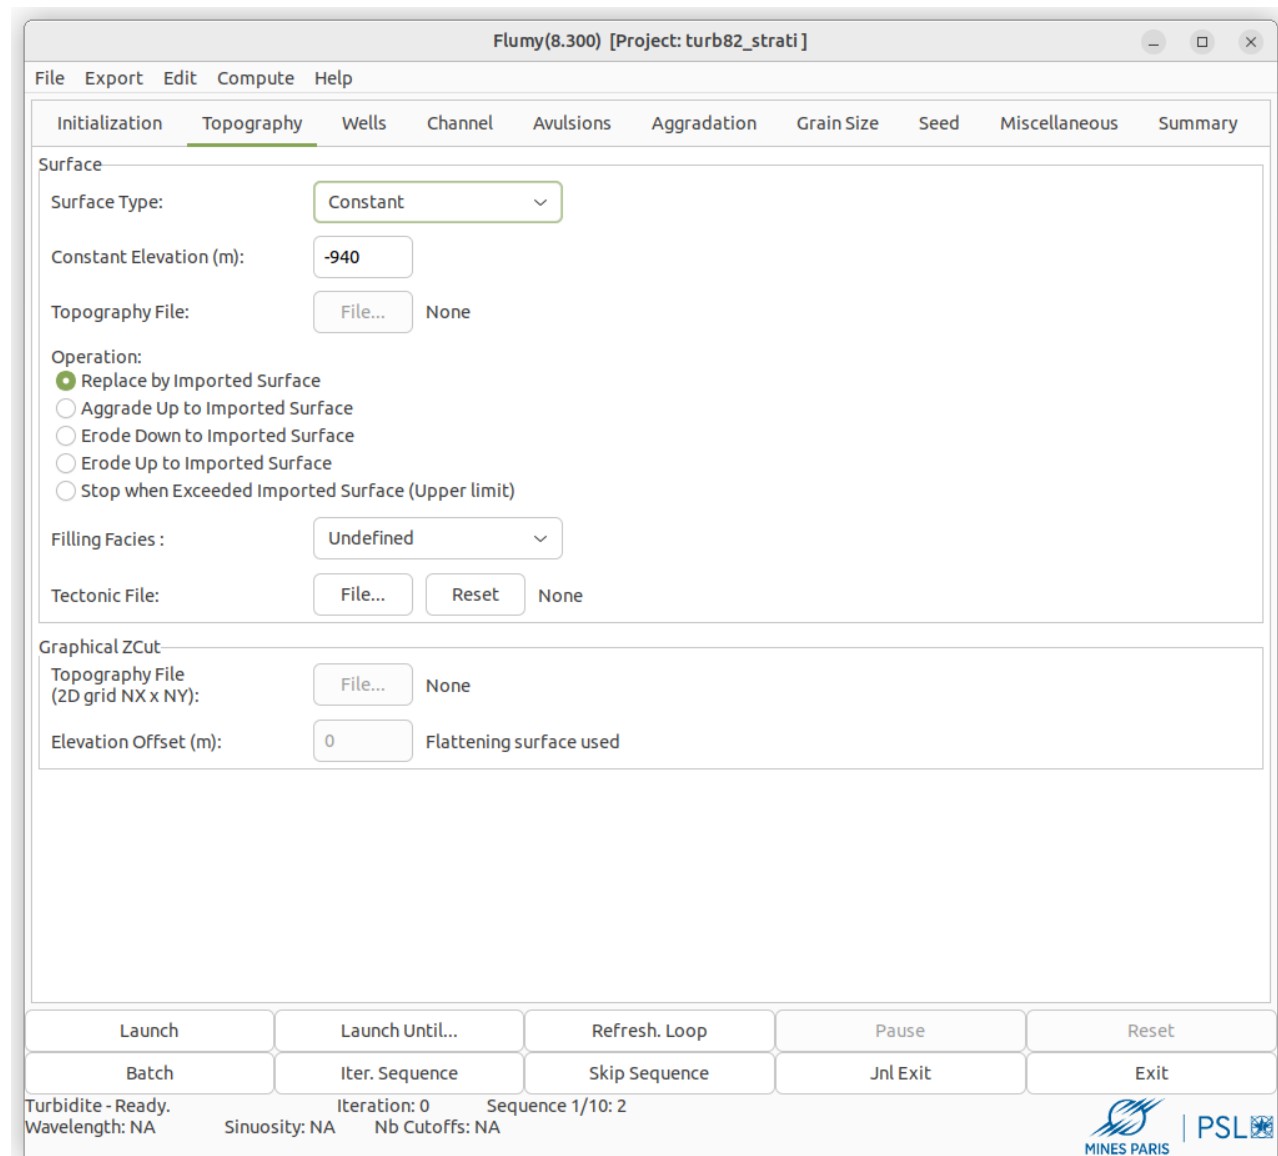 Flumy(8.300) [Project: turb82_strati ]
File Export Edit Compute Help
Initialization Topography Wells Channel Avulsions Aggradation Grain Size Seed Miscellaneous Summary
Surface
Surface Type: Constant
Constant Elevation (m): -940
Topography File: File... None
Operation:
Replace by Imported Surface
Aggrade Up to Imported Surface
Erode Down to Imported Surface
Erode Up to Imported Surface
Stop when Exceeded Imported Surface (Upper limit)
Filling Facies : Undefined
Tectonic File: File... Reset None
Graphical ZCut
Topography File
(2D grid NX x NY): File... None
Elevation Offset (m): 0 Flattening surface used
Launch Launch Until... Refresh. Loop Pause Reset
Batch Iter. Sequence Skip Sequence Jnl Exit Exit
Turbidite - Ready. Iteration: 0 Sequence 1/10: 2
Wavelength: NA Sinuosity: NA Nb Cutoffs: NA
MINES PARIS | PSL